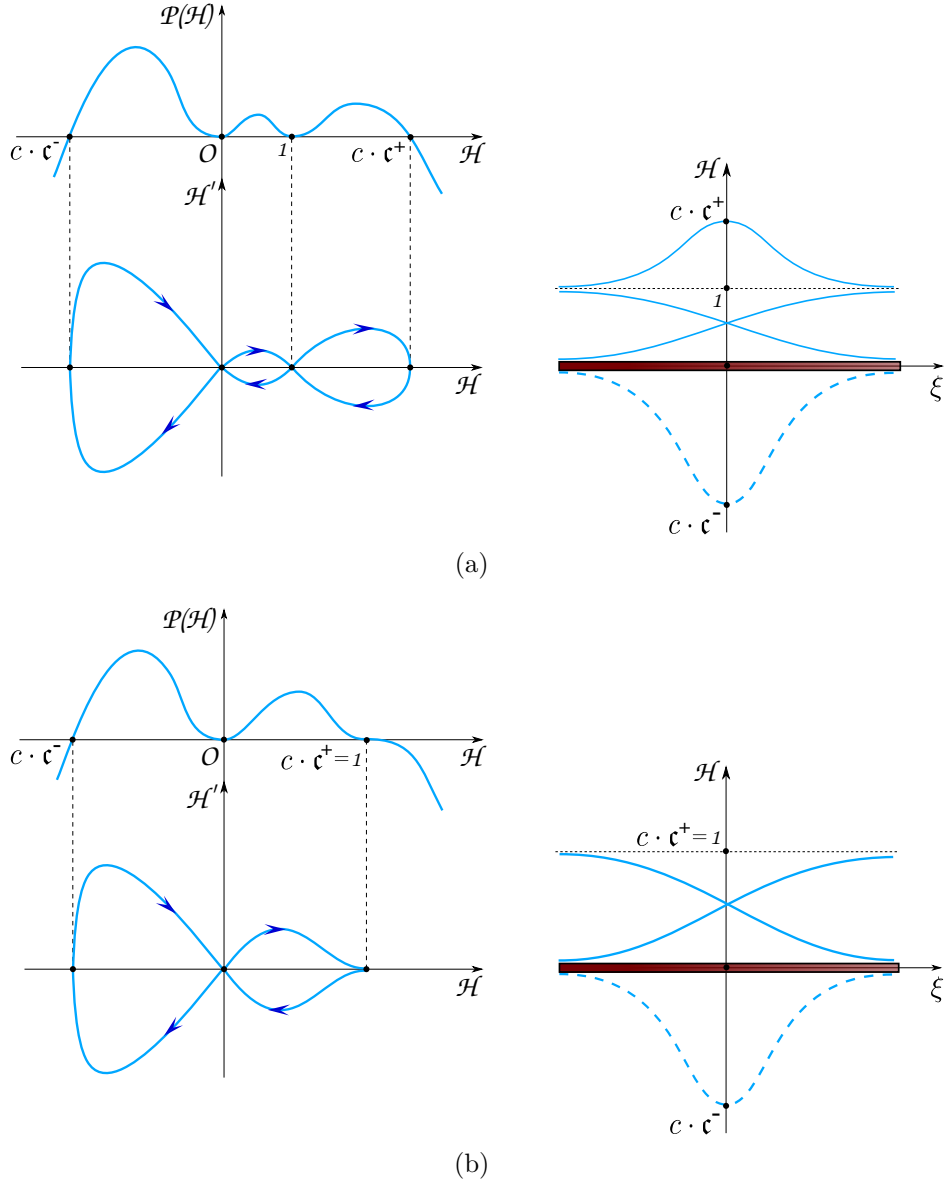 𝒫(ℋ)
c · 𝔠⁻
O
1
c · 𝔠⁺
ℋ
ℋ′
ℋ
ℋ
c · 𝔠⁺
1
ξ
c · 𝔠⁻
(a)
𝒫(ℋ)
c · 𝔠⁻
O
c · 𝔠⁺=1
ℋ
ℋ′
ℋ
ℋ
c · 𝔠⁺=1
ξ
c · 𝔠⁻
(b)